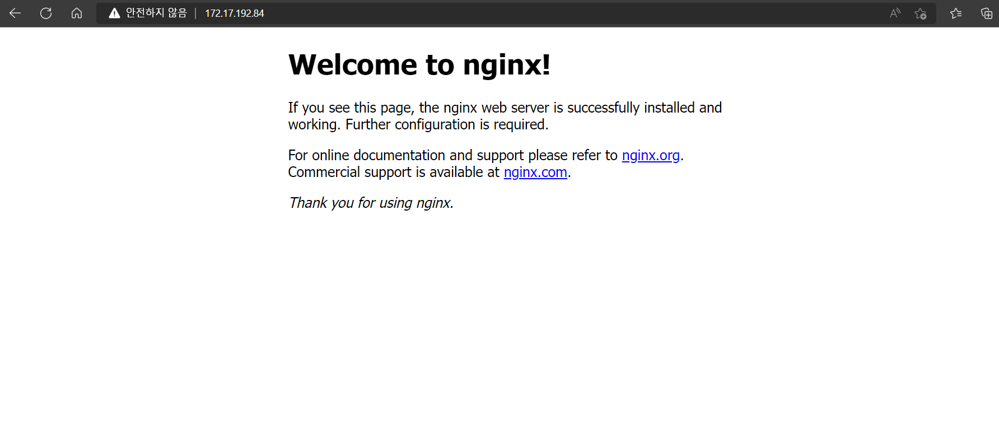 안전하지 않음 | 172.17.192.84
Welcome to nginx!
If you see this page, the nginx web server is successfully installed and
working. Further configuration is required.
For online documentation and support please refer to nginx.org.
Commercial support is available at nginx.com.
Thank you for using nginx.